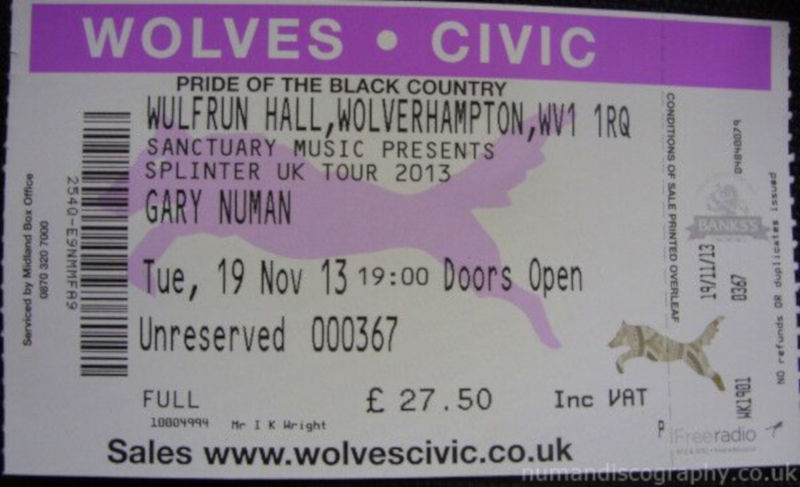 WOLVES • CIVIC
PRIDE OF THE BLACK COUNTRY
WULFRUN HALL,WOLVERHAMPTON,WV1 1RQ
SANCTUARY MUSIC PRESENTS
SPLINTER UK TOUR 2013
GARY NUMAN
Tue, 19 Nov 13 19:00 Doors Open
Unreserved 000367
FULL £ 27.50 Inc VAT
10004994 Mr I K Wright
Sales www.wolvescivic.co.uk
Serviced by Midland Box Office
0870 320 7000
254Q-E9NMMFA9
CONDITIONS OF SALE PRINTED OVERLEAF
04840079
BANKS'S
19/11/13
0367
WK1901
NO refunds OR duplicates issued
P
Freeradio
numandiscography.co.uk